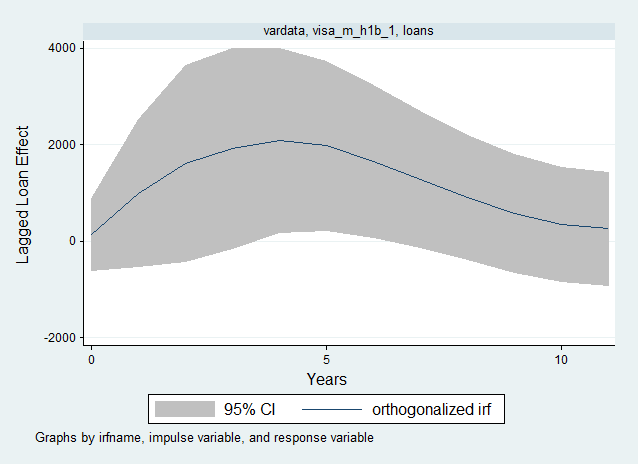 vardata, visa_m_h1b_1, loans
4000
2000
0
-2000
Lagged Loan Effect
0 5 10
Years
95% CI orthogonalized irf
Graphs by irfname, impulse variable, and response variable